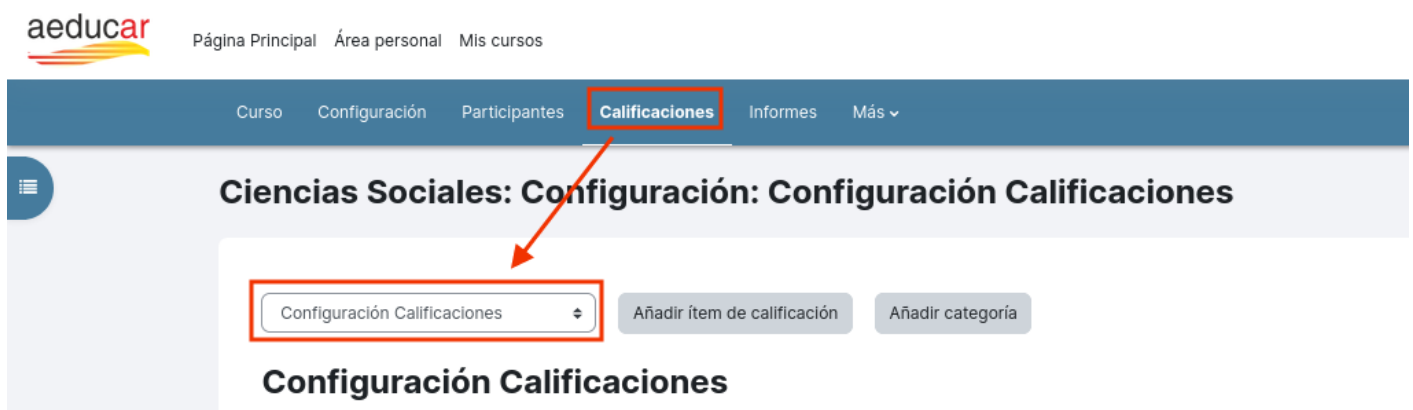 aeducar
Página Principal Área personal Mis cursos
Curso Configuración Participantes Calificaciones Informes Más
Ciencias Sociales: Configuración: Configuración Calificaciones
Configuración Calificaciones Añadir ítem de calificación Añadir categoría
Configuración Calificaciones